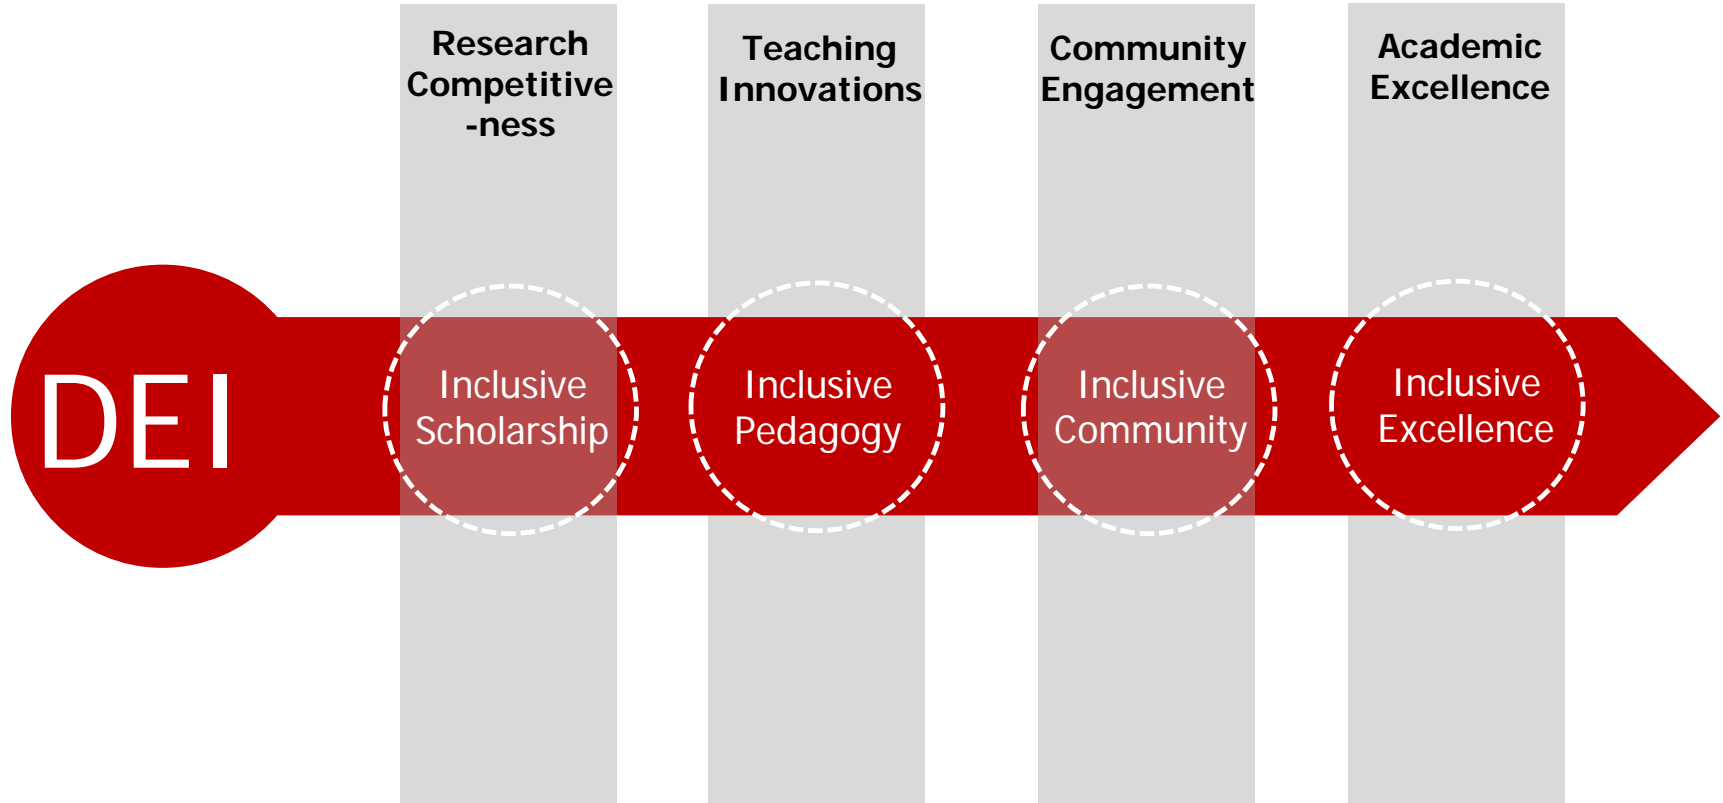 Research
Competitive
-ness
Teaching
Innovations
Community
Engagement
Academic
Excellence
DEI
Inclusive
Scholarship
Inclusive
Pedagogy
Inclusive
Community
Inclusive
Excellence